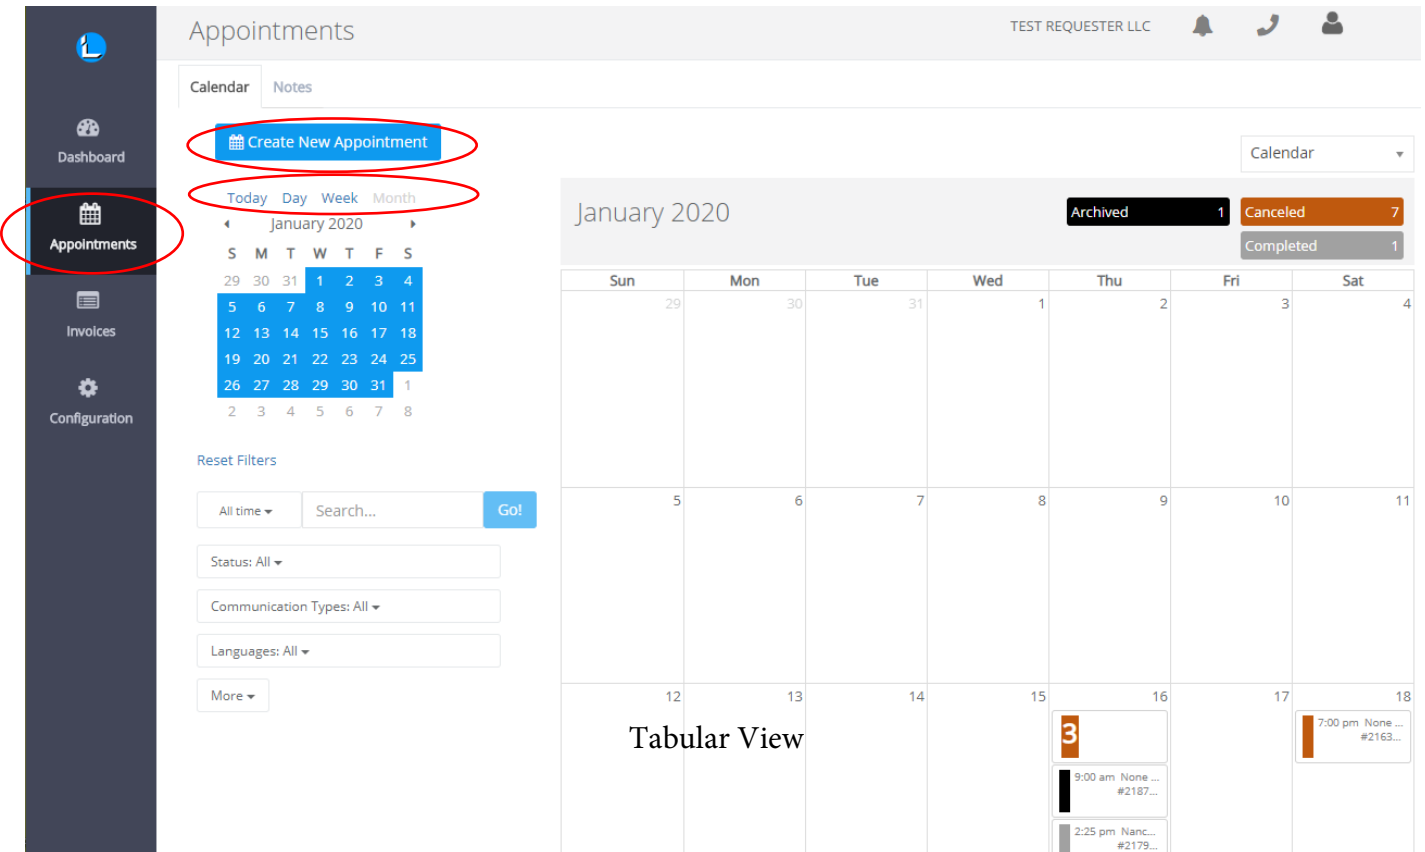 Appointments
TEST REQUESTER LLC
Calendar Notes
Dashboard
Appointments
Invoices
Configuration
Create New Appointment
Today Day Week Month
January 2020
S M T W T F S
29 30 31 1 2 3 4
5 6 7 8 9 10 11
12 13 14 15 16 17 18
19 20 21 22 23 24 25
26 27 28 29 30 31 1
2 3 4 5 6 7 8
Reset Filters
All time Search... Go!
Status: All
Communication Types: All
Languages: All
More
Calendar
January 2020
Archived 1
Canceled 7
Completed 1
Sun Mon Tue Wed Thu Fri Sat
29 30 31 1 2 3 4
5 6 7 8 9 10 11
12 13 14 15 16 17 18
Tabular View
3
9:00 am None ...
#2187...
2:25 pm Nanc...
#2179...
7:00 pm None ...
#2163...